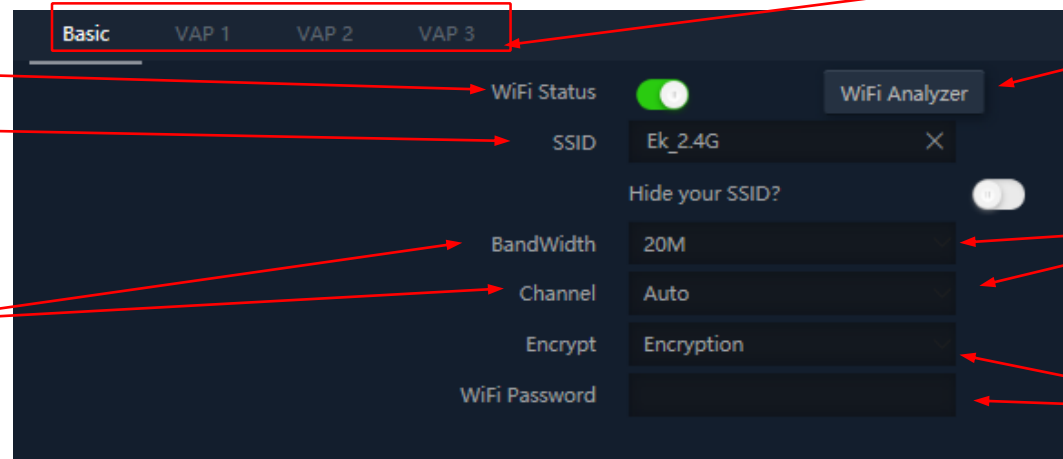 Basic VAP 1 VAP 2 VAP 3
WiFi Status WiFi Analyzer
SSID Ek_2.4G
Hide your SSID?
BandWidth 20M
Channel Auto
Encrypt Encryption
WiFi Password